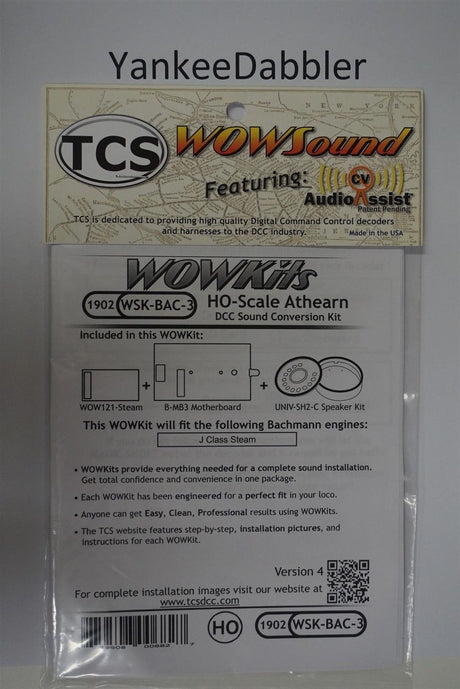 YankeeDabbler
TCS
WOWSound
Featuring:
CV
AudioAssist
Patent Pending
NEW YORK
TCS is dedicated to providing high quality Digital Command Control decoders
and harnesses to the DCC industry.
Made in the USA
WOWKits
1902 WSK-BAC-3
HO-Scale Athearn
DCC Sound Conversion Kit
Included in this WOWKit:
+ +
WOW121-Steam
B-MB3 Motherboard
UNIV-SH2-C Speaker Kit
This WOWKit will fit the following Bachmann engines:
J Class Steam
• WOWKits provide everything needed for a complete sound installation.
Get total confidence and convenience in one package.
• Each WOWKit has been engineered for a perfect fit in your loco.
• Anyone can get Easy, Clean, Professional results using WOWKits.
• The TCS website features step-by-step, installation pictures, and
instructions for each WOWKit.
Version 4
For complete installation images visit our website at
www.tcsdcc.com
00882 7
HO
1902 WSK-BAC-3